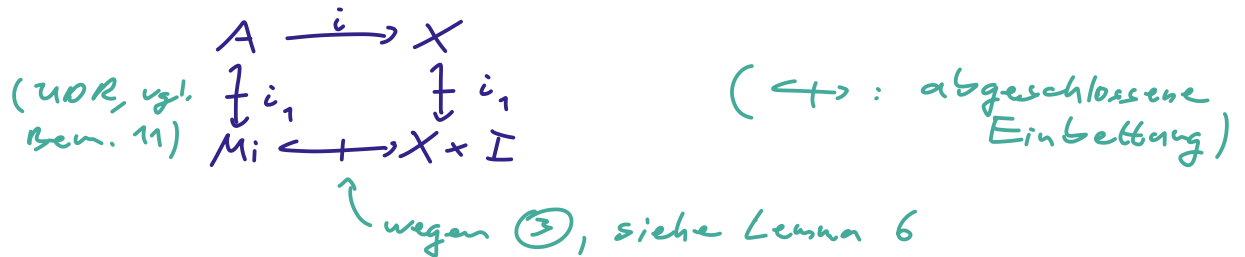 A i X
(UDR, vgl. i₁ i₁ ( : abgeschlossene
Bem. 11) Mi X × I Einbettung)
wegen ③, siehe Lemma 6